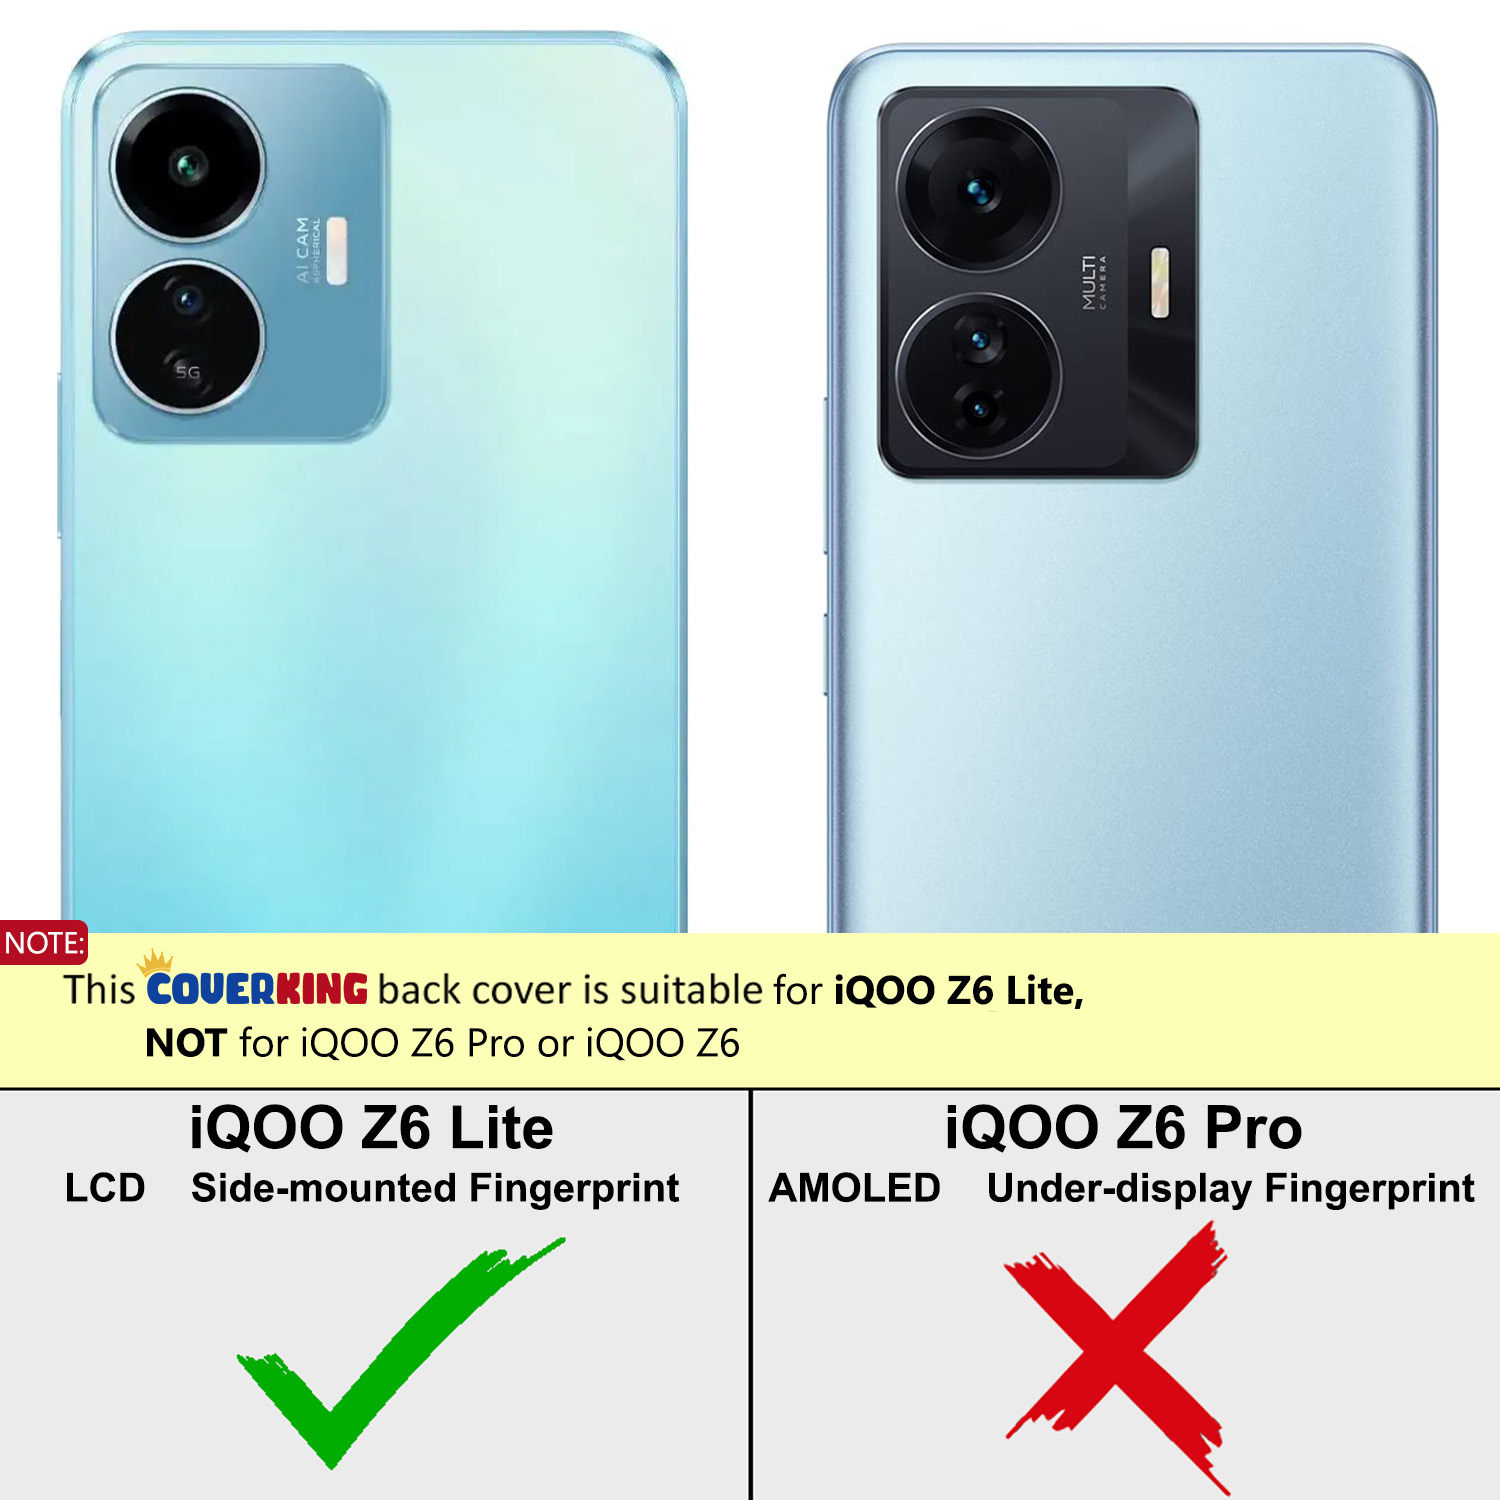 AI CAM
ASPHERICAL
5G
MULTI
CAMERA
NOTE:
This COVERKING back cover is suitable for iQOO Z6 Lite,
NOT for iQOO Z6 Pro or iQOO Z6
iQOO Z6 Lite
LCD Side-mounted Fingerprint
iQOO Z6 Pro
AMOLED Under-display Fingerprint